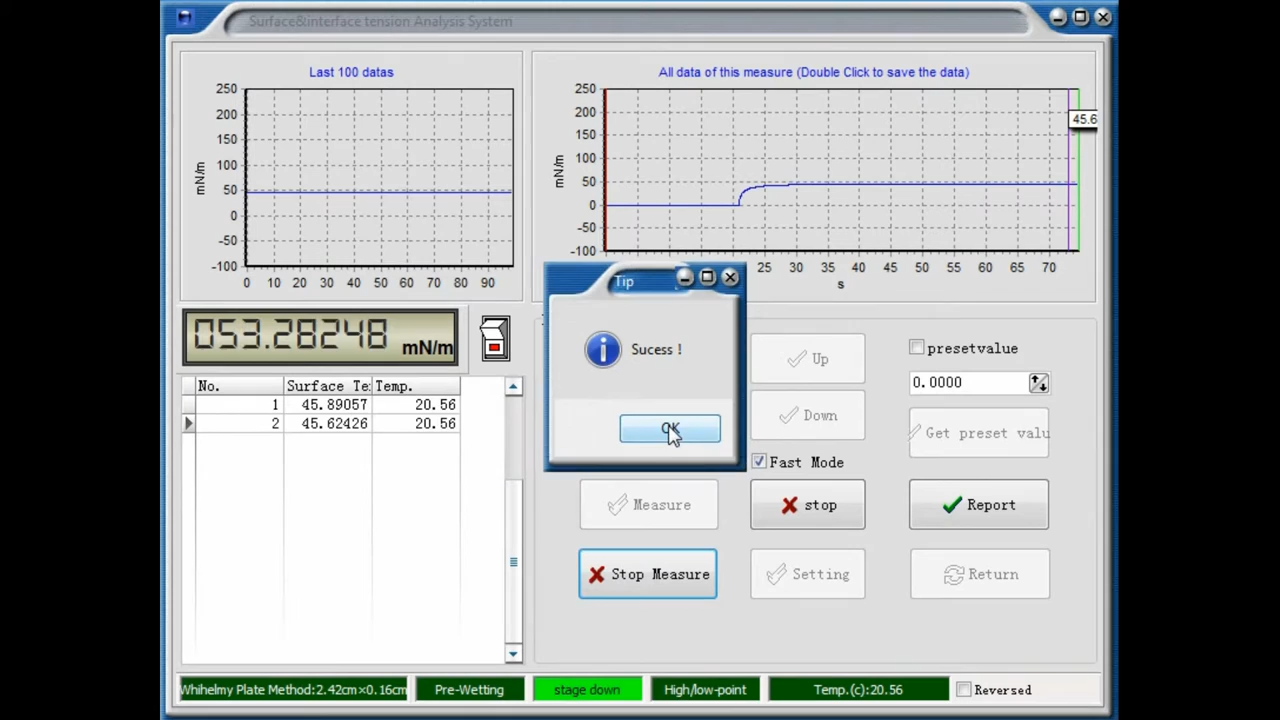 Surface&interface tension Analysis System
Last 100 datas
All data of this measure (Double Click to save the data)
250
200
150
100
50
0
-50
-100
mN/m
0 10 20 30 40 50 60 70 80 90
250
200
150
100
50
0
-50
-100
mN/m
45.6
25 30 35 40 45 50 55 60 65 70
s
053.28248 mN/m
Tip
Sucess !
OK
Up
Down
Fast Mode
presetvalue
0.0000
Get preset valu
No. Surface Te: Temp.
1 45.89057 20.56
2 45.62426 20.56
Measure
stop
Report
Stop Measure
Setting
Return
Whihelmy Plate Method:2.42cm×0.16cm
Pre-Wetting
stage down
High/low-point
Temp.(c):20.56
Reversed